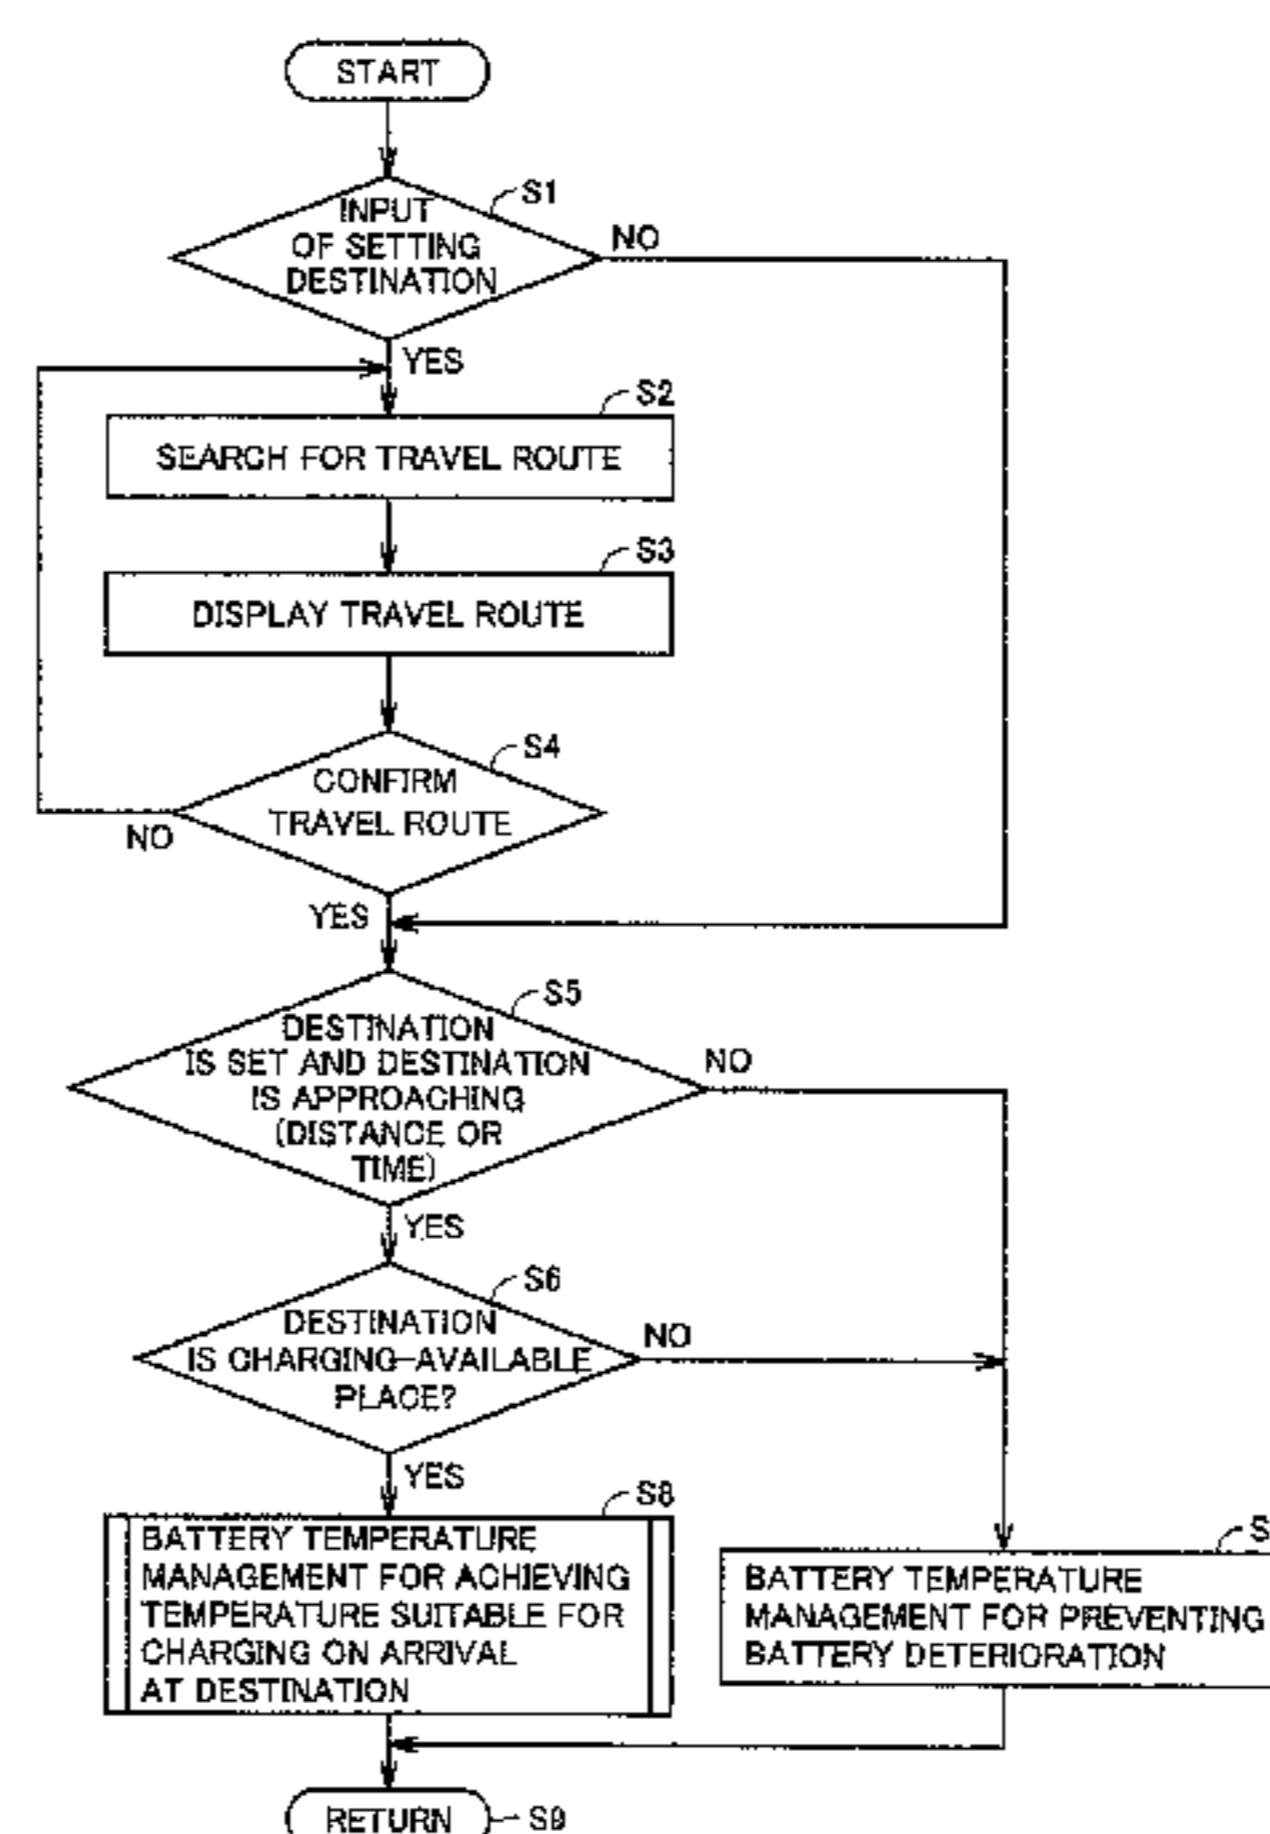 START
S1
INPUT
OF SETTING
DESTINATION
NO
YES
S2
SEARCH FOR TRAVEL ROUTE
S3
DISPLAY TRAVEL ROUTE
S4
CONFIRM
TRAVEL ROUTE
NO
YES
S5
DESTINATION
IS SET AND DESTINATION
IS APPROACHING
(DISTANCE OR
TIME)
NO
YES
S6
DESTINATION
IS CHARGING-AVAILABLE
PLACE?
NO
YES
S8
BATTERY TEMPERATURE
MANAGEMENT FOR ACHIEVING
TEMPERATURE SUITABLE FOR
CHARGING ON ARRIVAL
AT DESTINATION
BATTERY TEMPERATURE
MANAGEMENT FOR PREVENTING
BATTERY DETERIORATION
RETURN
S9